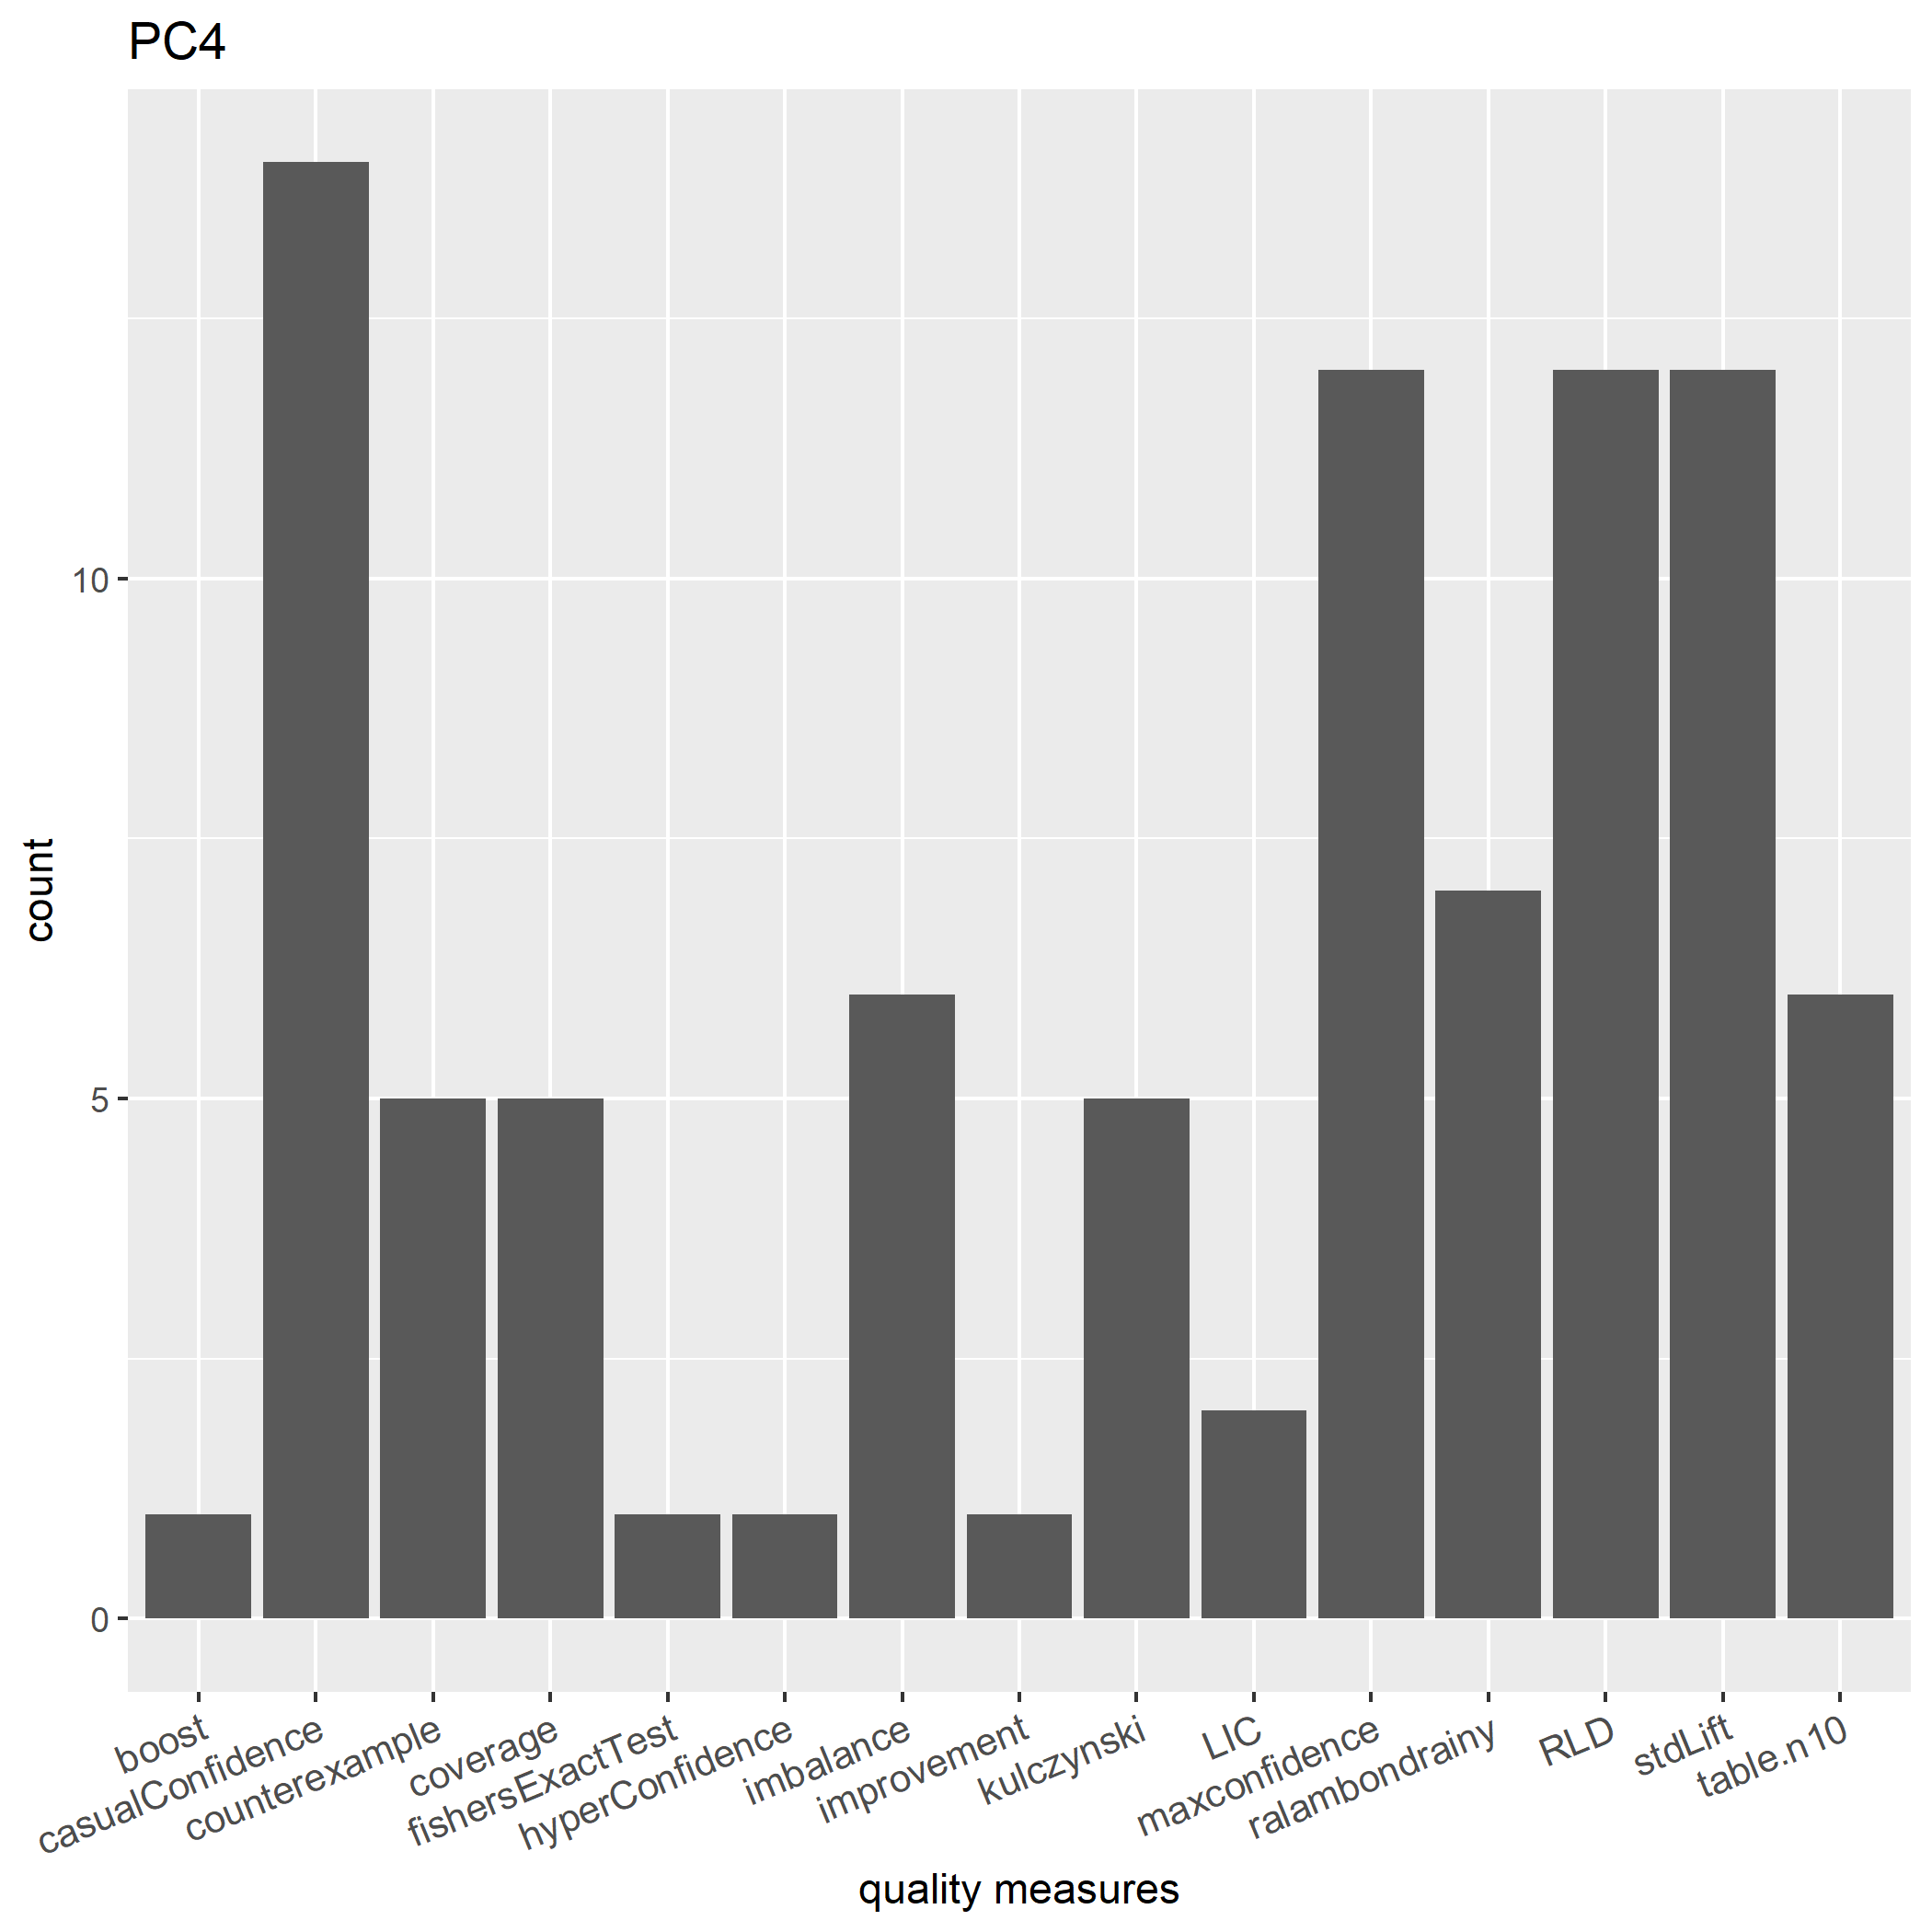 PC4
count
10
5
0
boost
casualConfidence
counterexample
coverage
fishersExactTest
hyperConfidence
imbalance
improvement
kulczynski
LIC
maxconfidence
ralambondrainy
RLD
stdLift
table.n10
quality measures